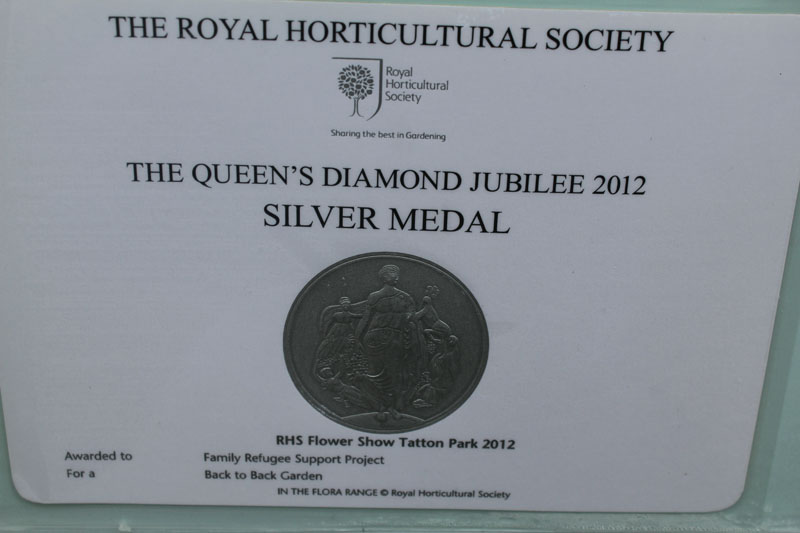 THE ROYAL HORTICULTURAL SOCIETY
Royal
Horticultural
Society
Sharing the best in Gardening
THE QUEEN'S DIAMOND JUBILEE 2012
SILVER MEDAL
RHS Flower Show Tatton Park 2012
Awarded to Family Refugee Support Project
For a Back to Back Garden
IN THE FLORA RANGE © Royal Horticultural Society